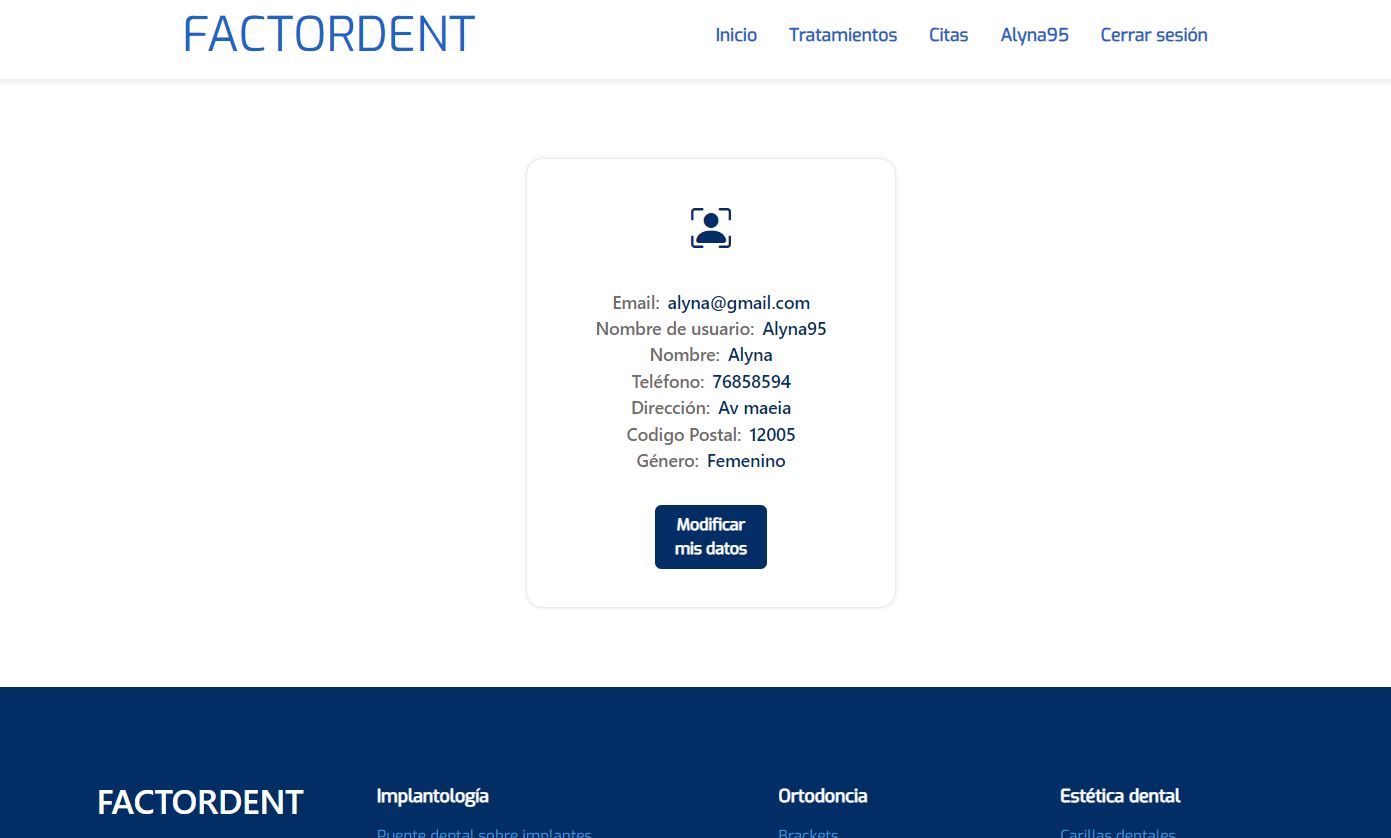 FACTORDENT
Inicio Tratamientos Citas Alyna95 Cerrar sesión
Email: alyna@gmail.com
Nombre de usuario: Alyna95
Nombre: Alyna
Teléfono: 76858594
Dirección: Av maeia
Codigo Postal: 12005
Género: Femenino
Modificar
mis datos
FACTORDENT
Implantología
Puente dental sobre implantes
Ortodoncia
Brackets
Estética dental
Carillas dentales